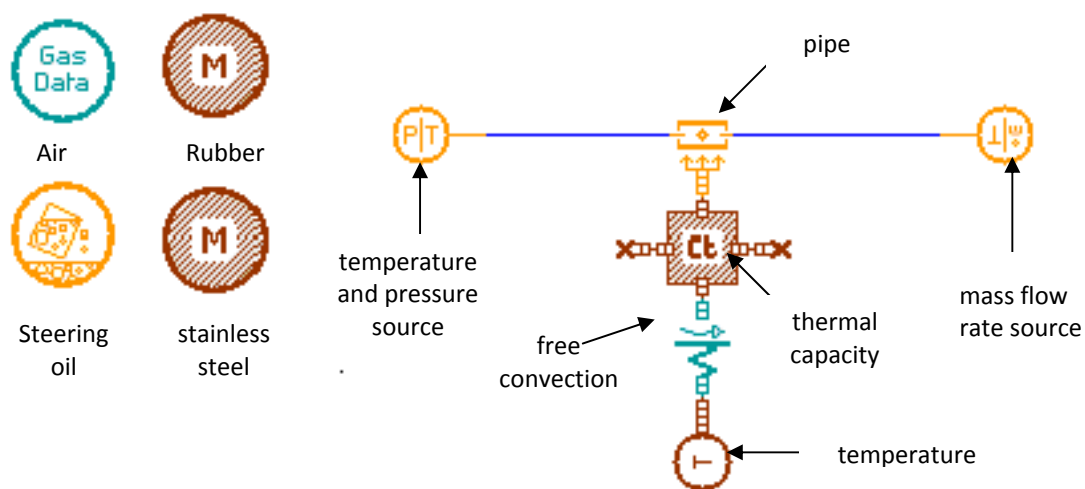 Gas
Data
M
Air
Rubber
M
Steering
oil
stainless
steel
pipe
P|T
temperature
and pressure
source
Ct
mass flow
rate source
thermal
capacity
free
convection
.
T
temperature